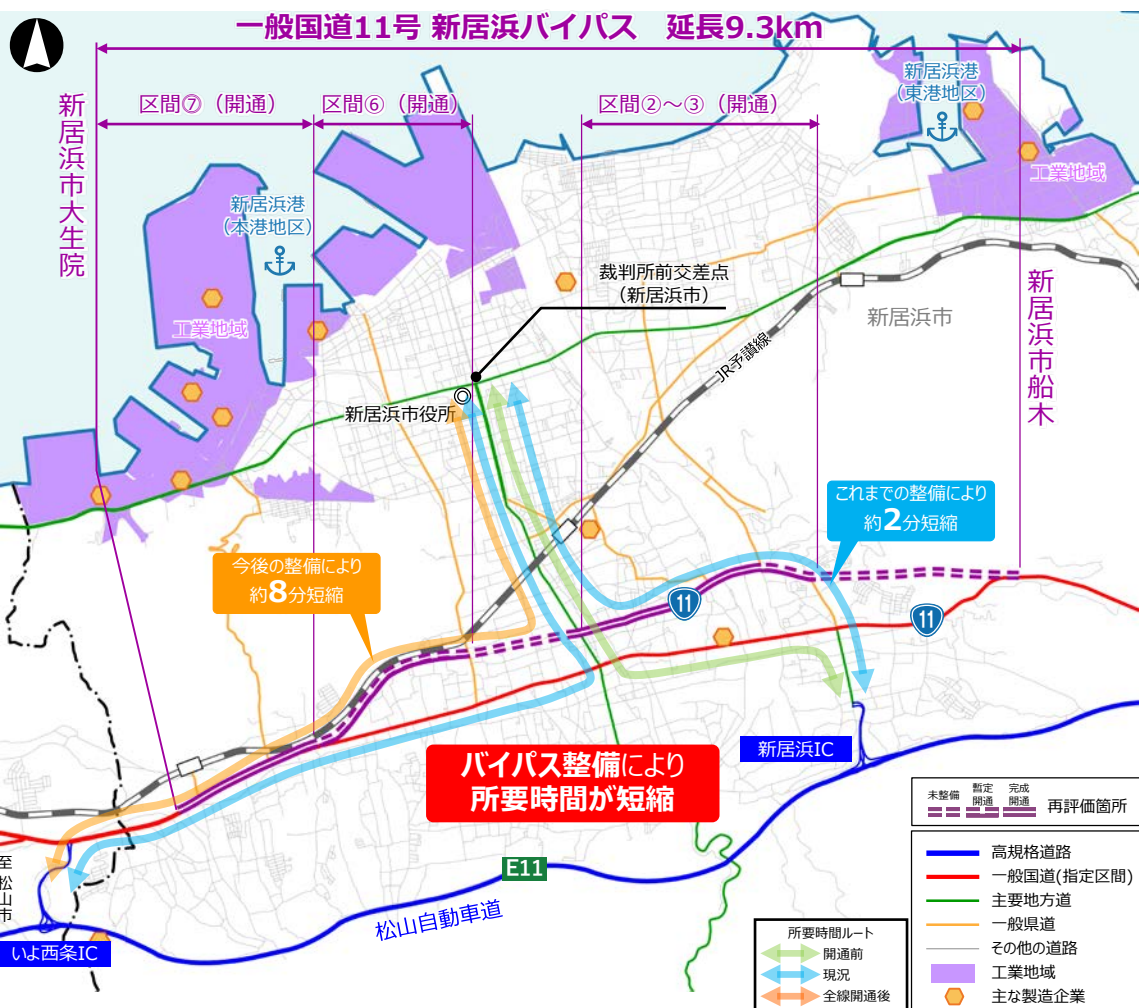 一般国道11号 新居浜バイパス 延長9.3km
区間⑦（開通）
区間⑥（開通）
区間②～③（開通）
新居浜市大生院
新居浜港
（東港地区）
工業地域
新居浜港
（本港地区）
工業地域
裁判所前交差点
（新居浜市）
新居浜市
新居浜市船木
JR予讃線
新居浜市役所
これまでの整備により
約2分短縮
今後の整備により
約8分短縮
11
11
バイパス整備により
所要時間が短縮
新居浜IC
E11
松山自動車道
至 松山市
いよ西条IC
未整備
暫定
開通
完成
開通
再評価箇所
高規格道路
一般国道(指定区間)
主要地方道
一般県道
その他の道路
工業地域
主な製造企業
所要時間ルート
開通前
現況
全線開通後